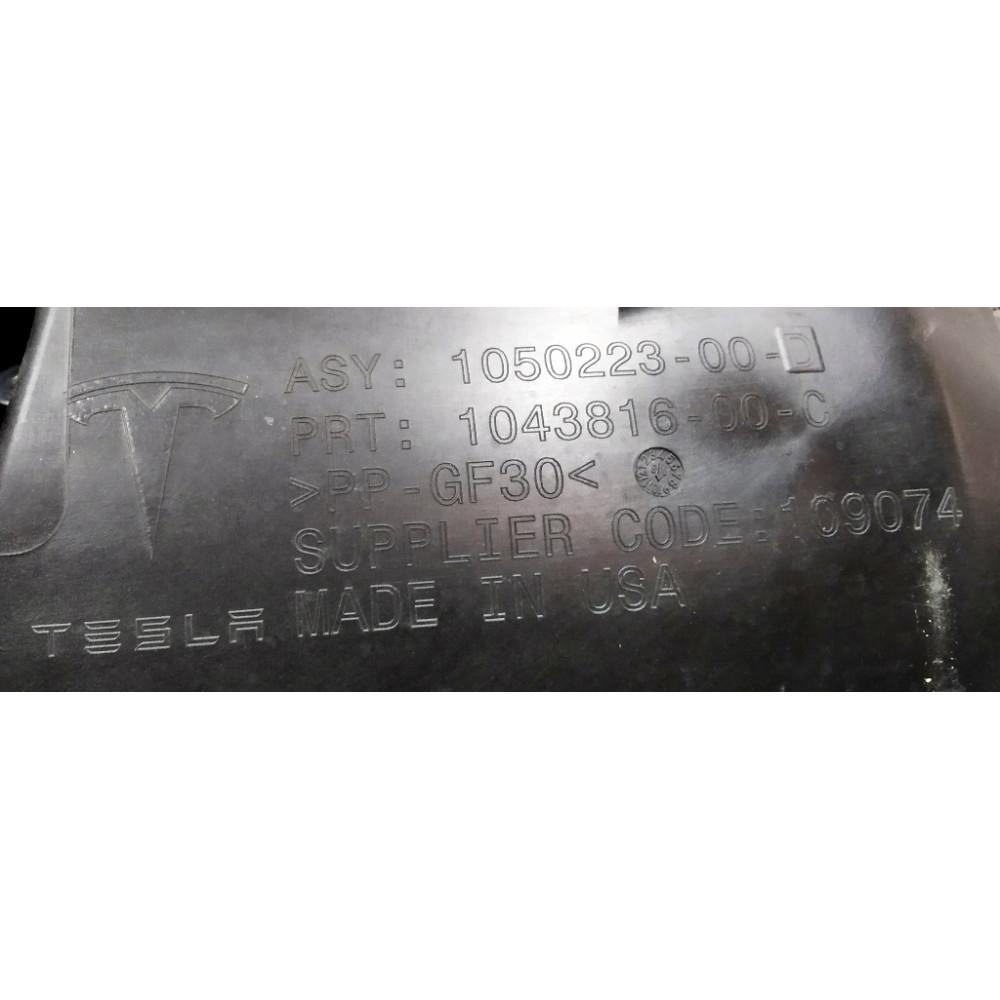 ASY: 1050223-00-D
PRT: 1043816-00-C
>PP-GF30<
SUPPLIER CODE:109074
MADE IN USA
TESLA